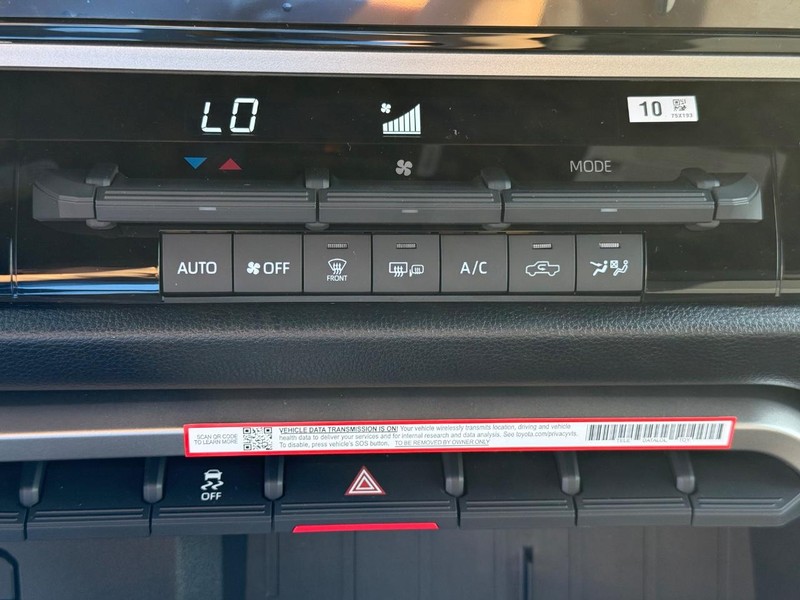 LO
10
70A193
MODE
AUTO
OFF
FRONT
A/C
SCAN QR CODE
TO LEARN MORE
VEHICLE DATA TRANSMISSION IS ON! Your vehicle wirelessly transmits location, driving and vehicle
health data to deliver your services and for internal research and data analysis. See toyota.com/privacyvts.
To disable, press vehicle's SOS button. TO BE REMOVED BY OWNER ONLY
OFF